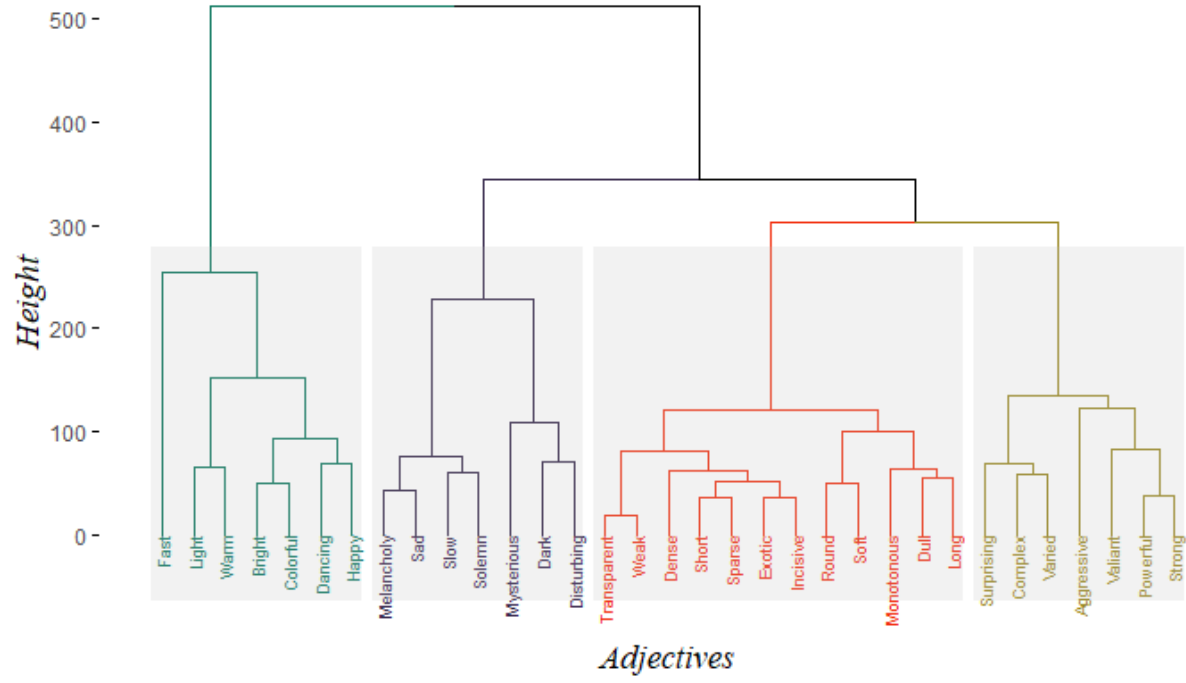 500
400
300
200
100
0
Height
Fast
Light
Warm
Bright
Colorful
Dancing
Happy
Melancholy
Sad
Slow
Solemn
Mysterious
Dark
Disturbing
Transparent
Weak
Dense
Short
Sparse
Exotic
Incisive
Round
Soft
Monotonous
Dull
Long
Surprising
Complex
Varied
Aggressive
Valiant
Powerful
Strong
Adjectives